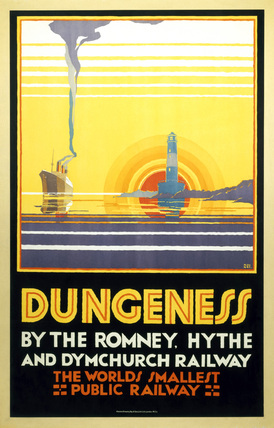 DUNGENESS
BY THE ROMNEY, HYTHE
AND DYMCHURCH RAILWAY
THE WORLDS SMALLEST
PUBLIC RAILWAY